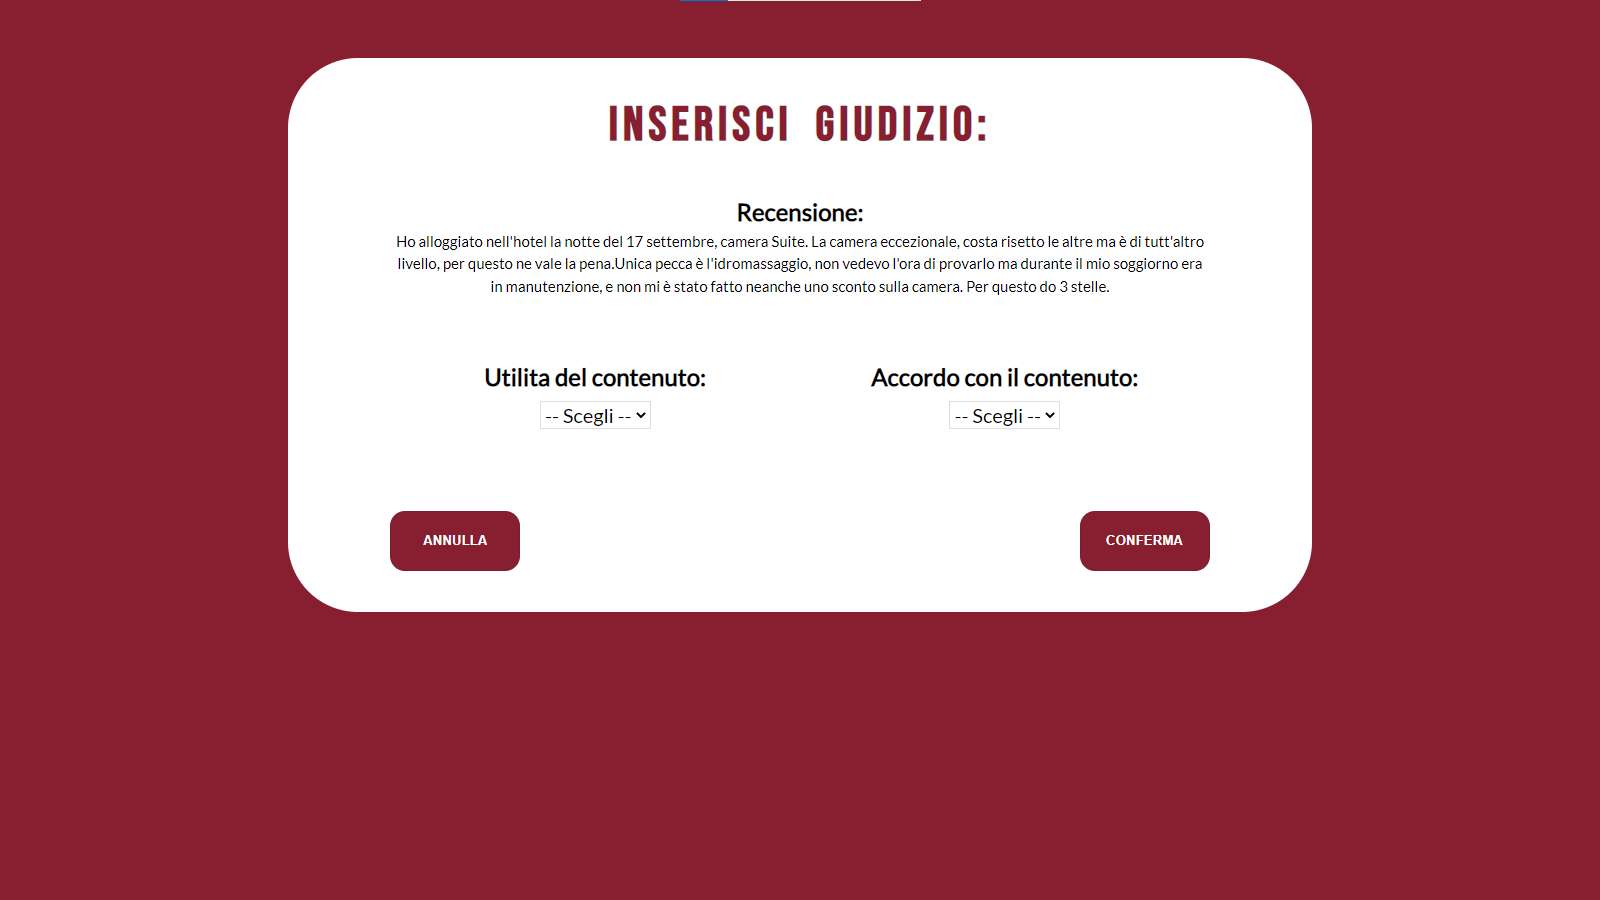 INSERISCI GIUDIZIO:
Recensione:
Ho alloggiato nell'hotel la notte del 17 settembre, camera Suite. La camera eccezionale, costa risetto le altre ma è di tutt'altro
livello, per questo ne vale la pena.Unica pecca è l'idromassaggio, non vedevo l'ora di provarlo ma durante il mio soggiorno era
in manutenzione, e non mi è stato fatto neanche uno sconto sulla camera. Per questo do 3 stelle.
Utilita del contenuto:
Accordo con il contenuto:
-- Scegli --
-- Scegli --
ANNULLA
CONFERMA